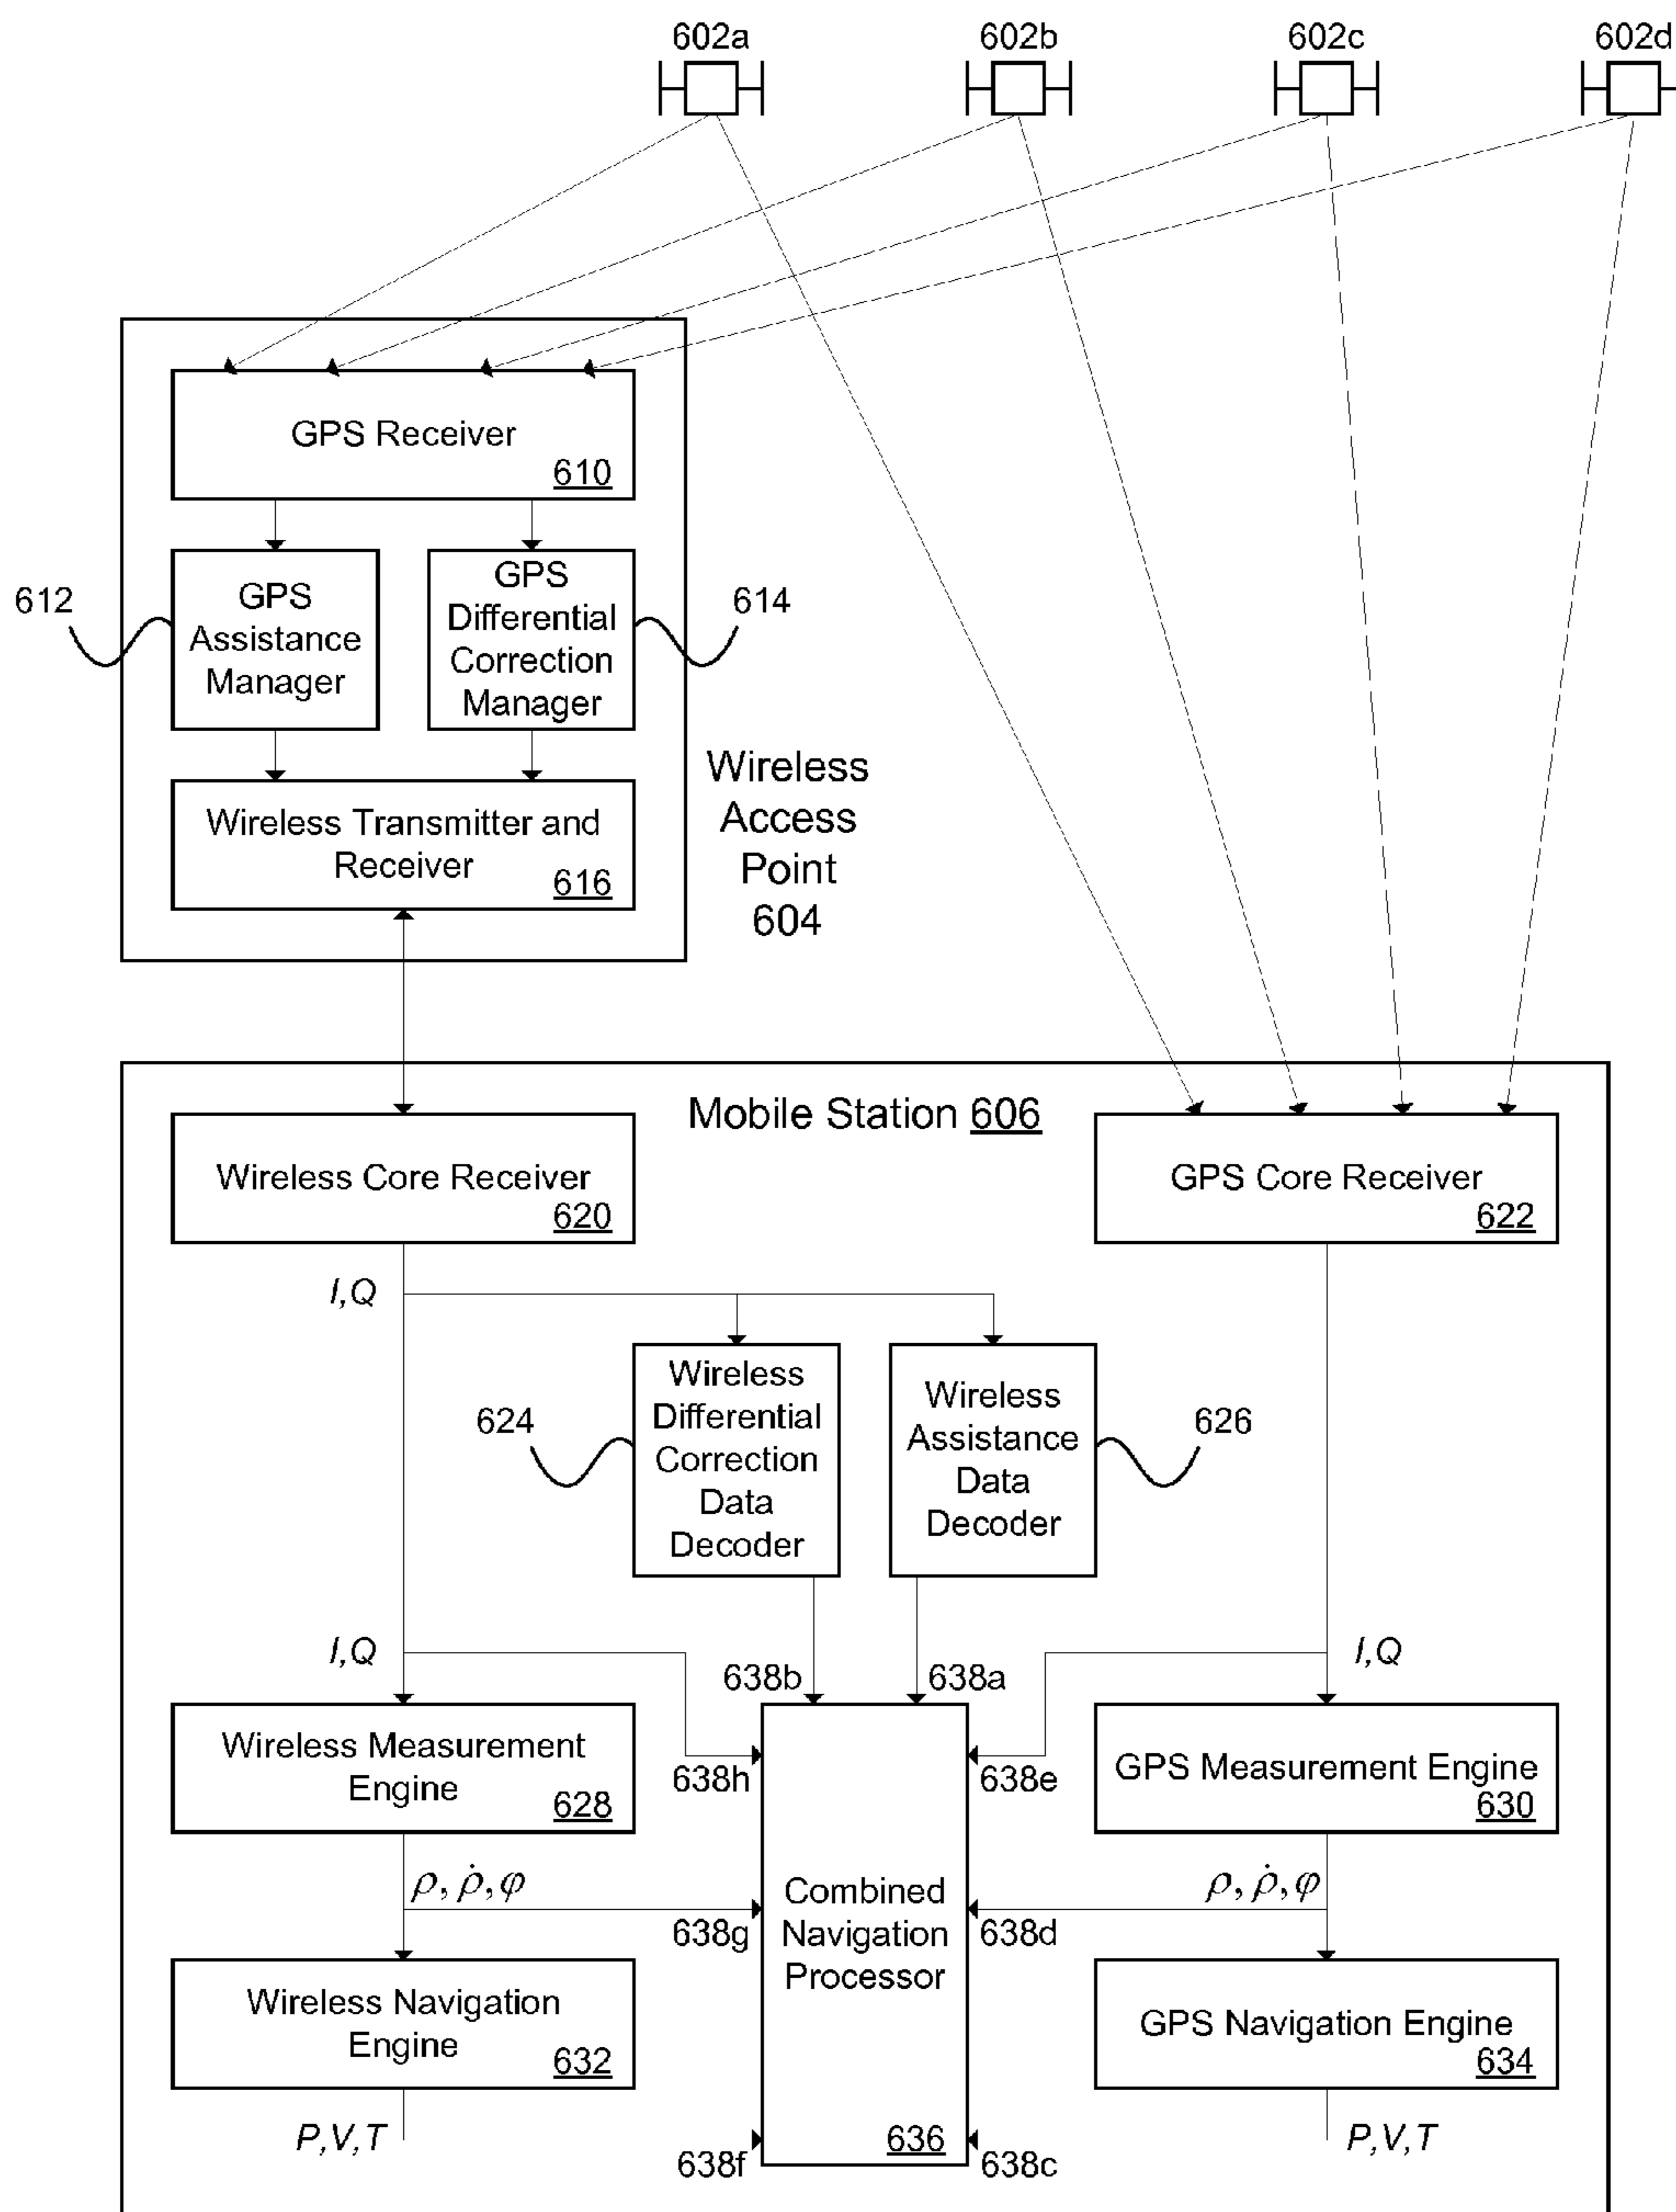 602a
602b
602c
602d
GPS Receiver
610
612
GPS
Assistance
Manager
GPS
Differential
Correction
Manager
614
Wireless Transmitter and
Receiver
616
Wireless
Access
Point
604
Mobile Station 606
Wireless Core Receiver
620
GPS Core Receiver
622
I,Q
624
Wireless
Differential
Correction
Data
Decoder
Wireless
Assistance
Data
Decoder
626
I,Q
638b
638a
I,Q
Wireless Measurement
Engine
628
638h
638e
GPS Measurement Engine
630
ρ, ρ̇, φ
638g
Combined
Navigation
Processor
636
638d
ρ, ρ̇, φ
Wireless Navigation
Engine
632
GPS Navigation Engine
634
P,V,T
638f
638c
P,V,T